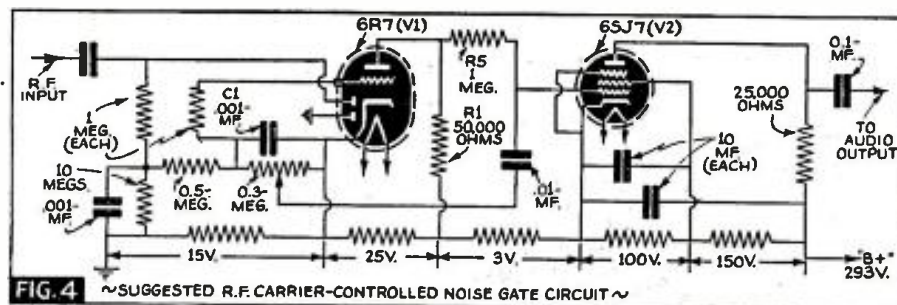 6R7 (V1)
6SJ7 (V2)
R.F.
INPUT
1
MEG.
(EACH)
C1
.001-
MF.
R5
1
MEG.
R1
50,000
OHMS
0.1-
MF.
25,000
OHMS
TO
AUDIO
OUTPUT
10
MF.
(EACH)
10
MEGS.
.001-
MF.
0.5-
MEG.
0.3-
MEG.
.01-
MF.
15V.
25V.
3V.
100V.
150V.
"B+"
293V.
FIG. 4
~SUGGESTED R.F. CARRIER-CONTROLLED NOISE GATE CIRCUIT~